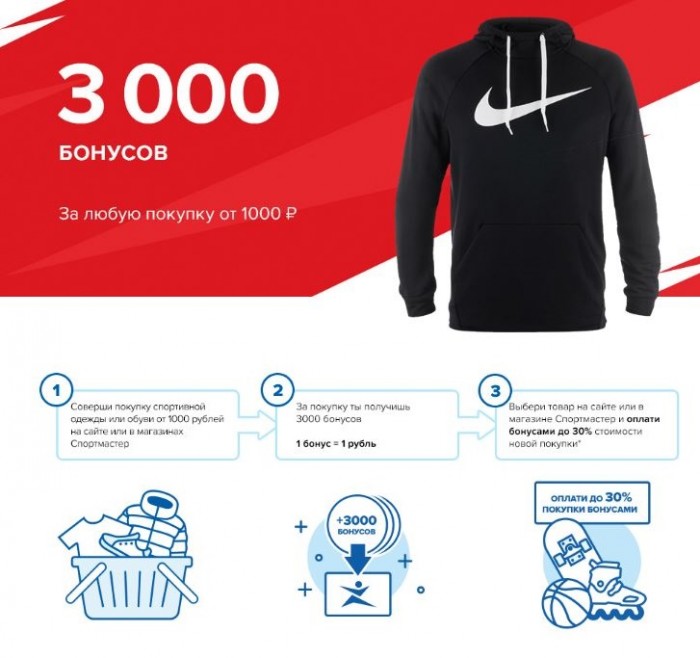 3 000
БОНУСОВ
За любую покупку от 1000 ₽
1
Соверши покупку спортивной
одежды или обуви от 1000 рублей
на сайте или в магазинах
Спортмастер
2
За покупку ты получишь
3000 бонусов
1 бонус = 1 рубль
3
Выбери товар на сайте или в
магазине Спортмастер и оплати
бонусами до 30% стоимости
новой покупки*
+3000
БОНУСОВ
ОПЛАТИ ДО 30%
ПОКУПКИ БОНУСАМИ